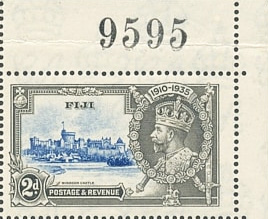 9595
FIJI
1910-1935
WINDSOR CASTLE
2d
POSTAGE & REVENUE